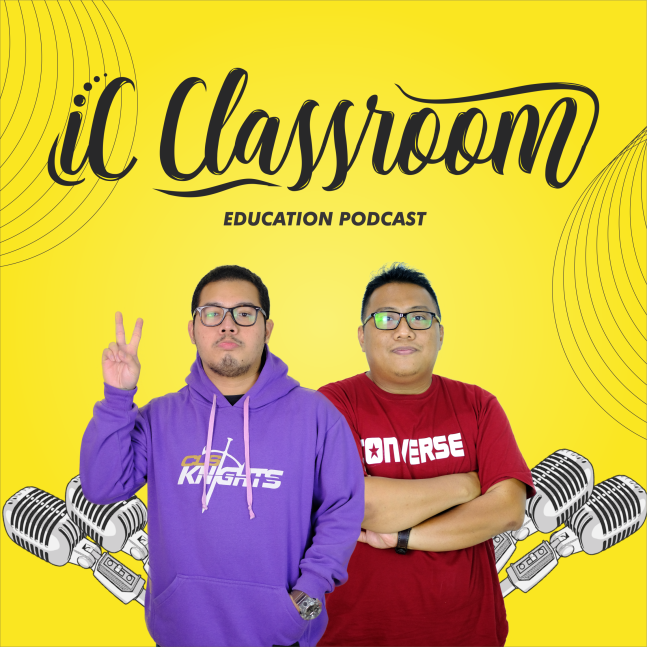 iC Classroom
EDUCATION PODCAST
KNIGHTS
CONVERSE